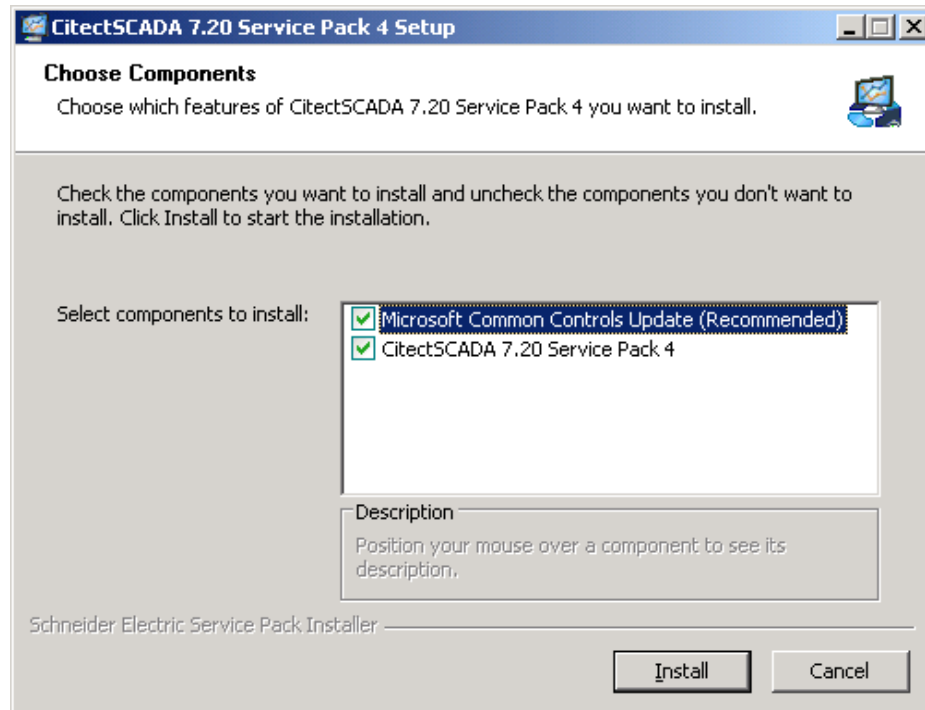 CitectSCADA 7.20 Service Pack 4 Setup
Choose Components
Choose which features of CitectSCADA 7.20 Service Pack 4 you want to install.
Check the components you want to install and uncheck the components you don't want to
install. Click Install to start the installation.
Select components to install:
Microsoft Common Controls Update (Recommended)
CitectSCADA 7.20 Service Pack 4
Description
Position your mouse over a component to see its
description.
Schneider Electric Service Pack Installer
Install
Cancel